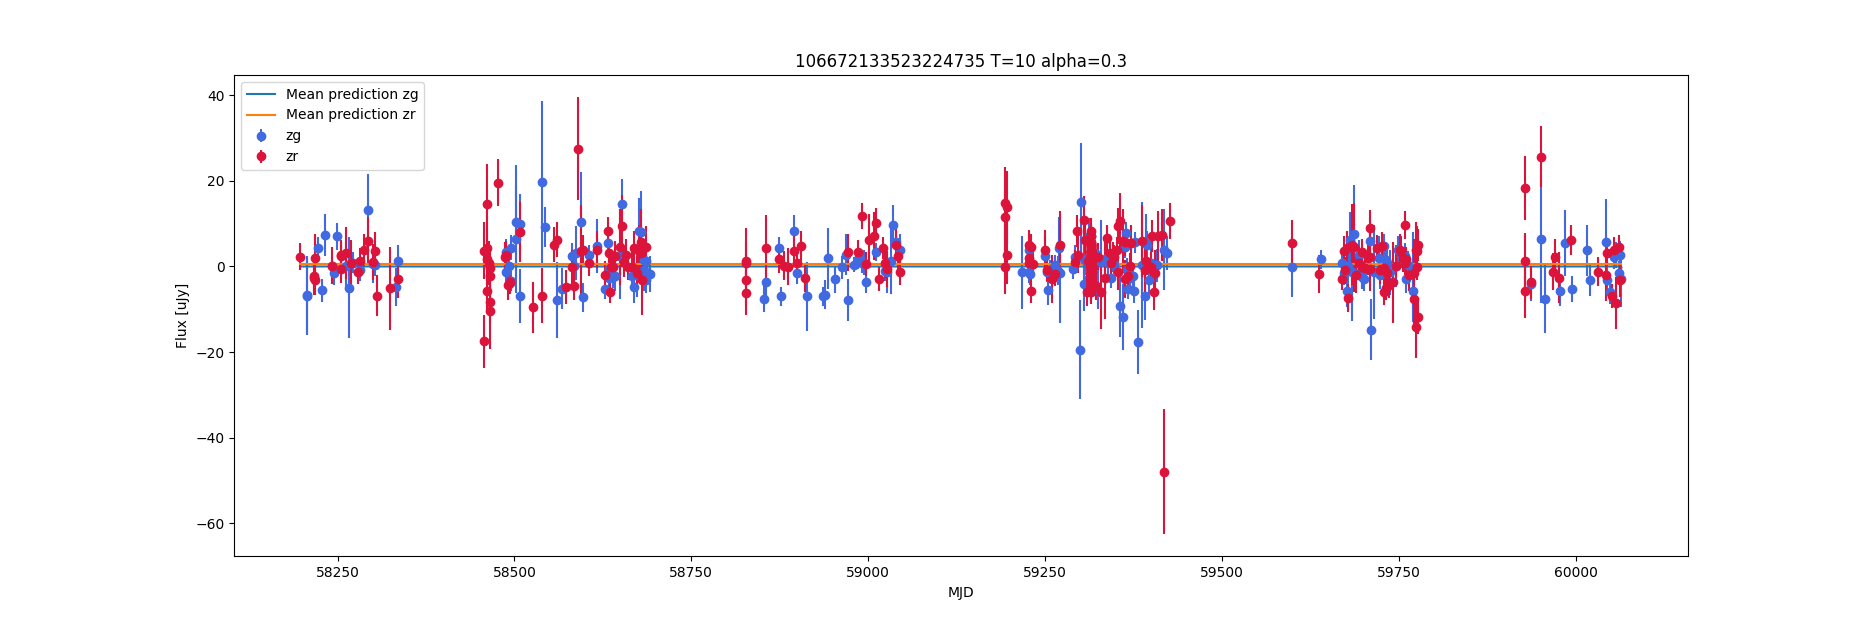 106672133523224735 T=10 alpha=0.3
Mean prediction zg
Mean prediction zr
zg
zr
40
20
0
−20
−40
−60
Flux [uJy]
58250
58500
58750
59000
59250
59500
59750
60000
MJD